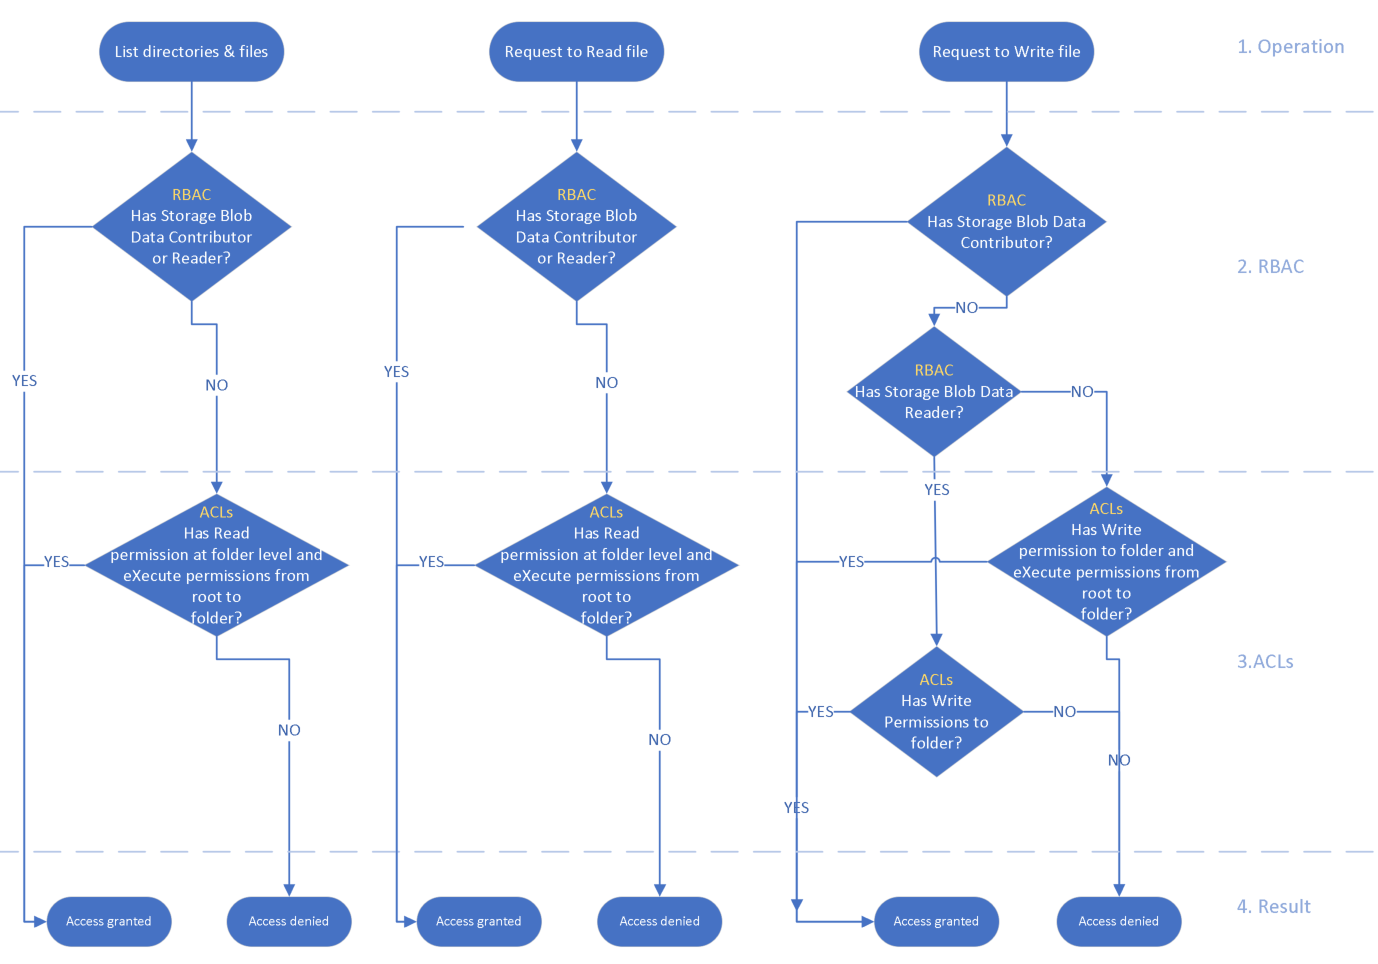 List directories & files
Request to Read file
Request to Write file
1. Operation
RBAC
Has Storage Blob
Data Contributor
or Reader?
RBAC
Has Storage Blob
Data Contributor
or Reader?
RBAC
Has Storage Blob Data
Contributor?
2. RBAC
NO
RBAC
Has Storage Blob Data
Reader?
NO
YES
NO
YES
NO
YES
ACLs
Has Read
permission at folder level and
eXecute permissions from
root to
folder?
YES
ACLs
Has Read
permission at folder level and
eXecute permissions from
root to
folder?
YES
ACLs
Has Write
permission to folder and
eXecute permissions from
root to
folder?
YES
3.ACLs
ACLs
Has Write
Permissions to
folder?
YES
NO
NO
NO
NO
YES
Access granted
Access denied
Access granted
Access denied
Access granted
Access denied
4. Result